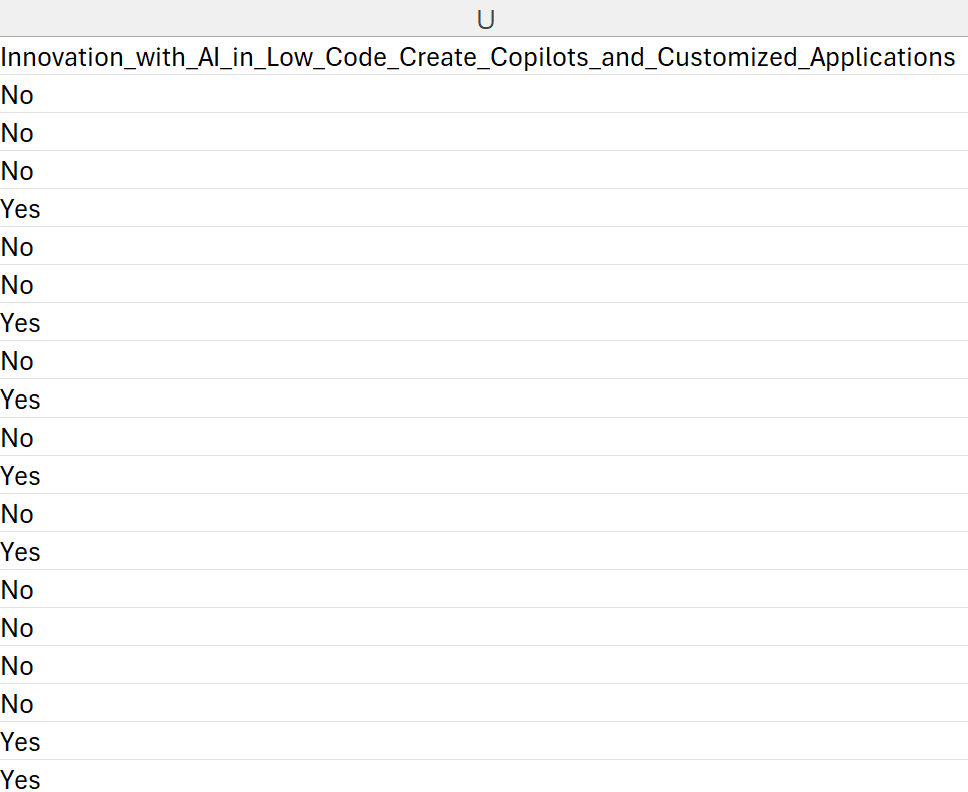 U
Innovation_with_AI_in_Low_Code_Create_Copilots_and_Customized_Applications
No
No
No
Yes
No
No
Yes
No
Yes
No
Yes
No
Yes
No
No
No
No
Yes
Yes